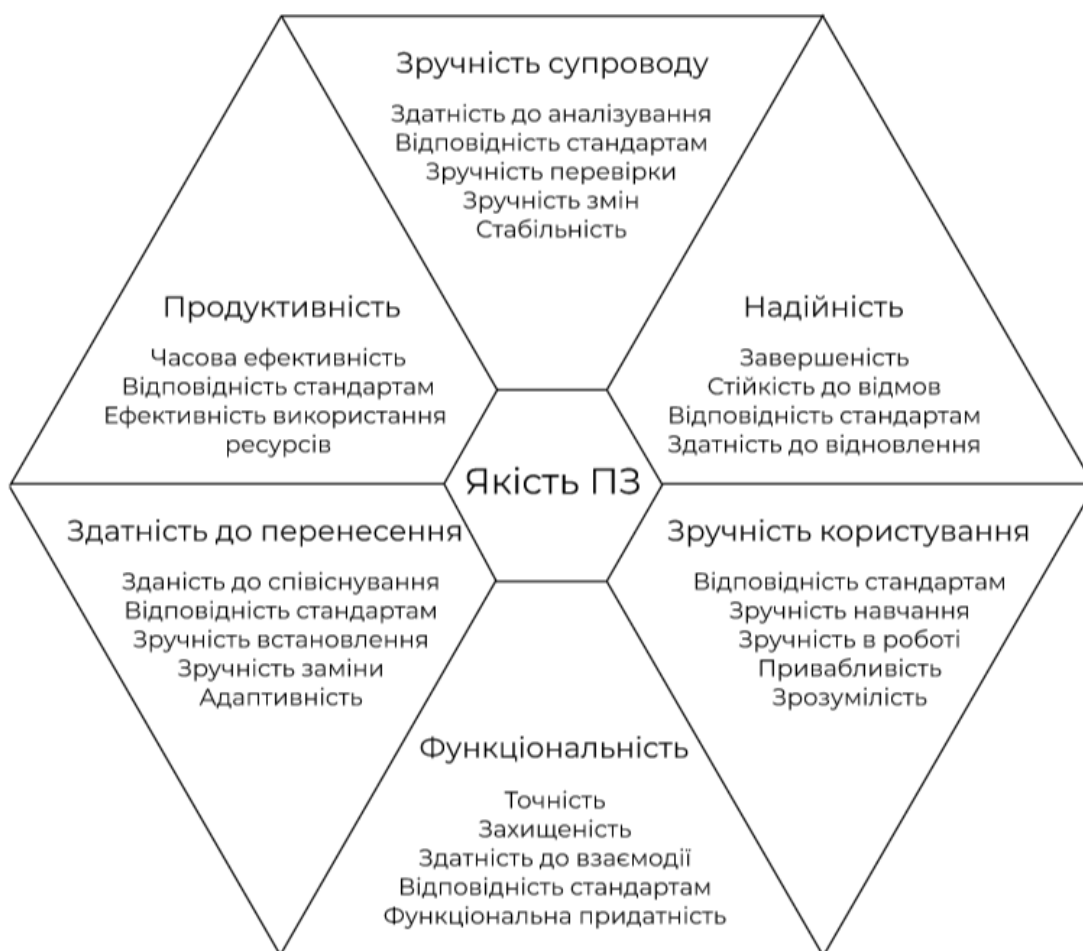 Зручність супроводу
Здатність до аналізування
Відповідність стандартам
Зручність перевірки
Зручність змін
Стабільність
Продуктивність
Часова ефективність
Відповідність стандартам
Ефективність використання
ресурсів
Надійність
Завершеність
Стійкість до відмов
Відповідність стандартам
Здатність до відновлення
Якість ПЗ
Здатність до перенесення
Зданість до співіснування
Відповідність стандартам
Зручність встановлення
Зручність заміни
Адаптивність
Зручність користування
Відповідність стандартам
Зручність навчання
Зручність в роботі
Привабливість
Зрозумілість
Функціональність
Точність
Захищеність
Здатність до взаємодії
Відповідність стандартам
Функціональна придатність